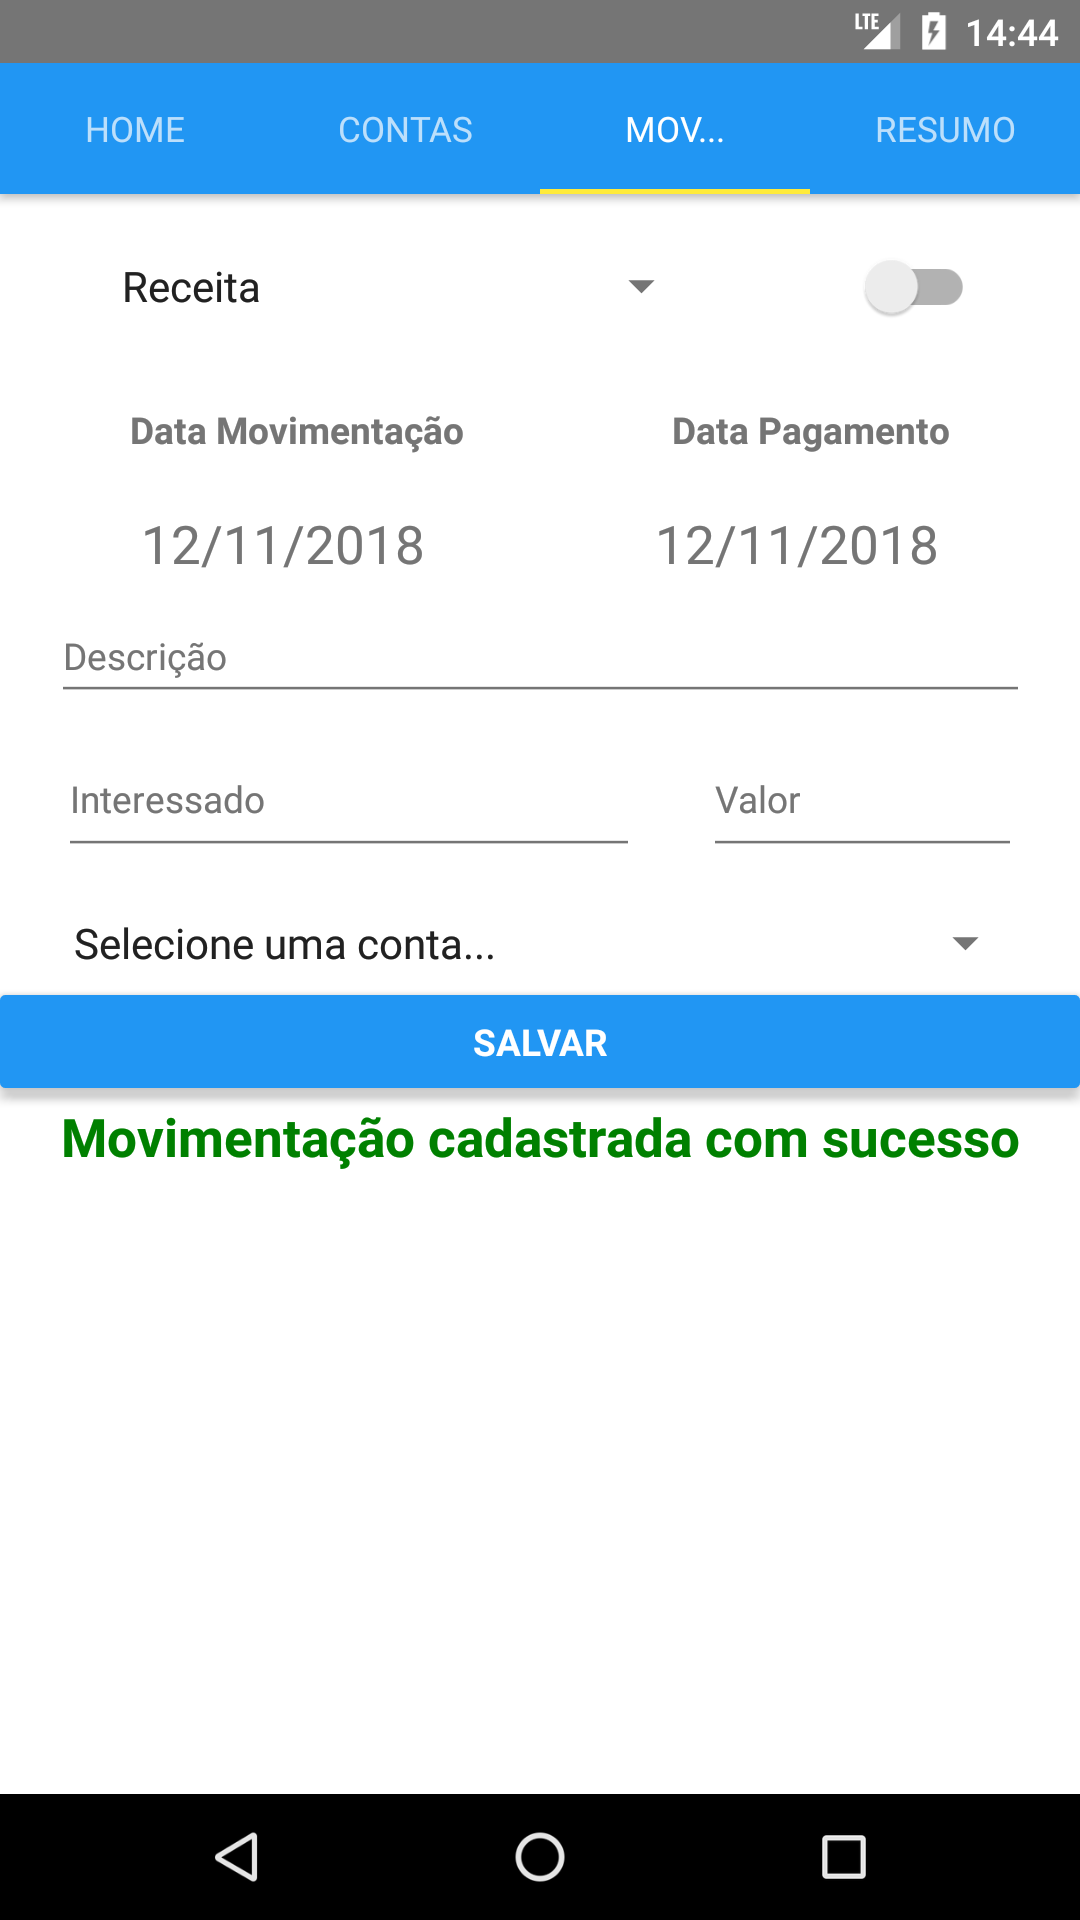 LTE 14:44
HOME CONTAS MOV... RESUMO
Receita
Data Movimentação Data Pagamento
12/11/2018 12/11/2018
Descrição
Interessado Valor
Selecione uma conta...
SALVAR
Movimentação cadastrada com sucesso